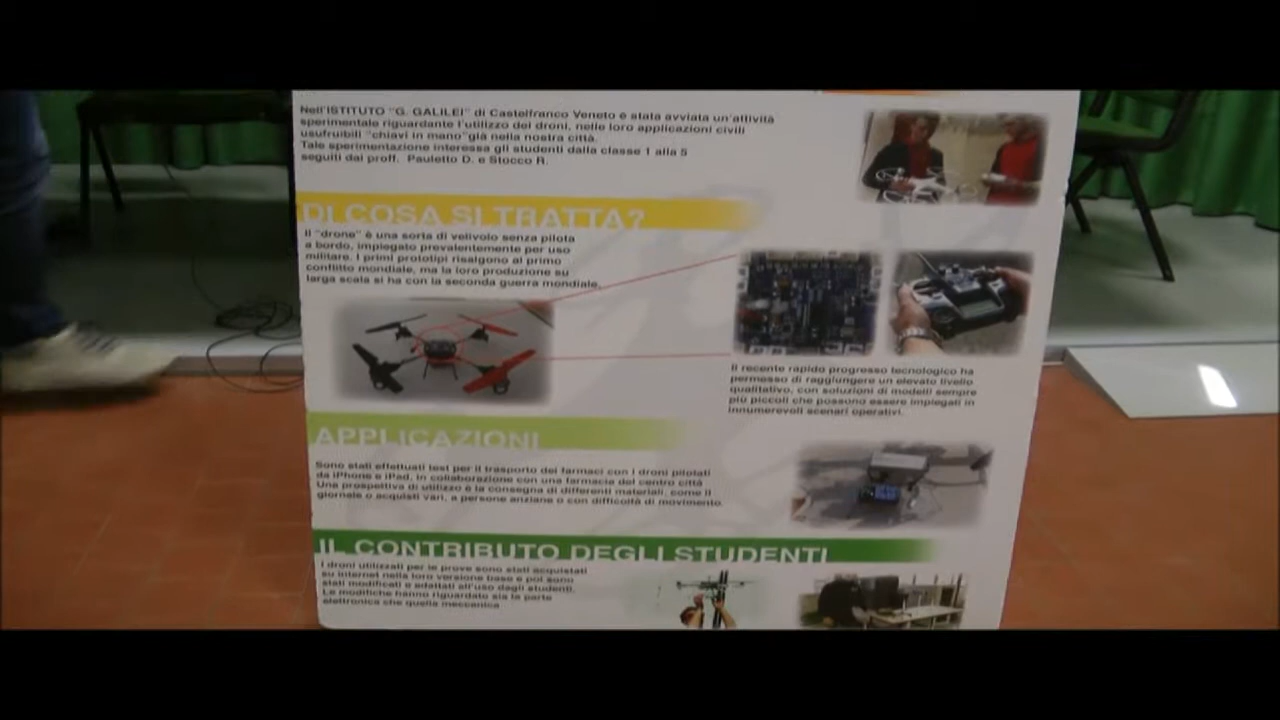 Nell'ISTITUTO "G. GALILEI" di Castelfranco Veneto è stata avviata un'attività
sperimentale riguardante l'utilizzo dei droni, nelle loro applicazioni civili
usufruibili "chiavi in mano" già nella nostra città.
Tale sperimentazione interessa gli studenti dalla classe 1 alla 5
seguiti dai proff. Pauletto D. e Stocco R.
DI COSA SI TRATTA?
Il "drone" è una sorta di velivolo senza pilota
a bordo, impiegato prevalentemente per uso
militare. I primi prototipi risalgono al primo
conflitto mondiale, ma la loro produzione su
larga scala si ha con la seconda guerra mondiale.
Il recente rapido progresso tecnologico ha
permesso di raggiungere un elevato livello
qualitativo, con soluzioni di modelli sempre
più piccoli che possono essere impiegati in
innumerevoli scenari operativi.
APPLICAZIONI
Sono stati effettuati test per il trasporto dei farmaci con i droni pilotati
da iPhone e iPad, in collaborazione con una farmacia del centro città
Una prospettiva di utilizzo è la consegna di differenti materiali, come il
giornale o acquisti vari, a persone anziane o con difficoltà di movimento.
IL CONTRIBUTO DEGLI STUDENTI
I droni utilizzati per le prove sono stati acquistati
su internet nella loro versione base e poi sono
stati modificati e adattati all'uso dagli studenti.
Le modifiche hanno riguardato sia la parte
elettronica che quella meccanica